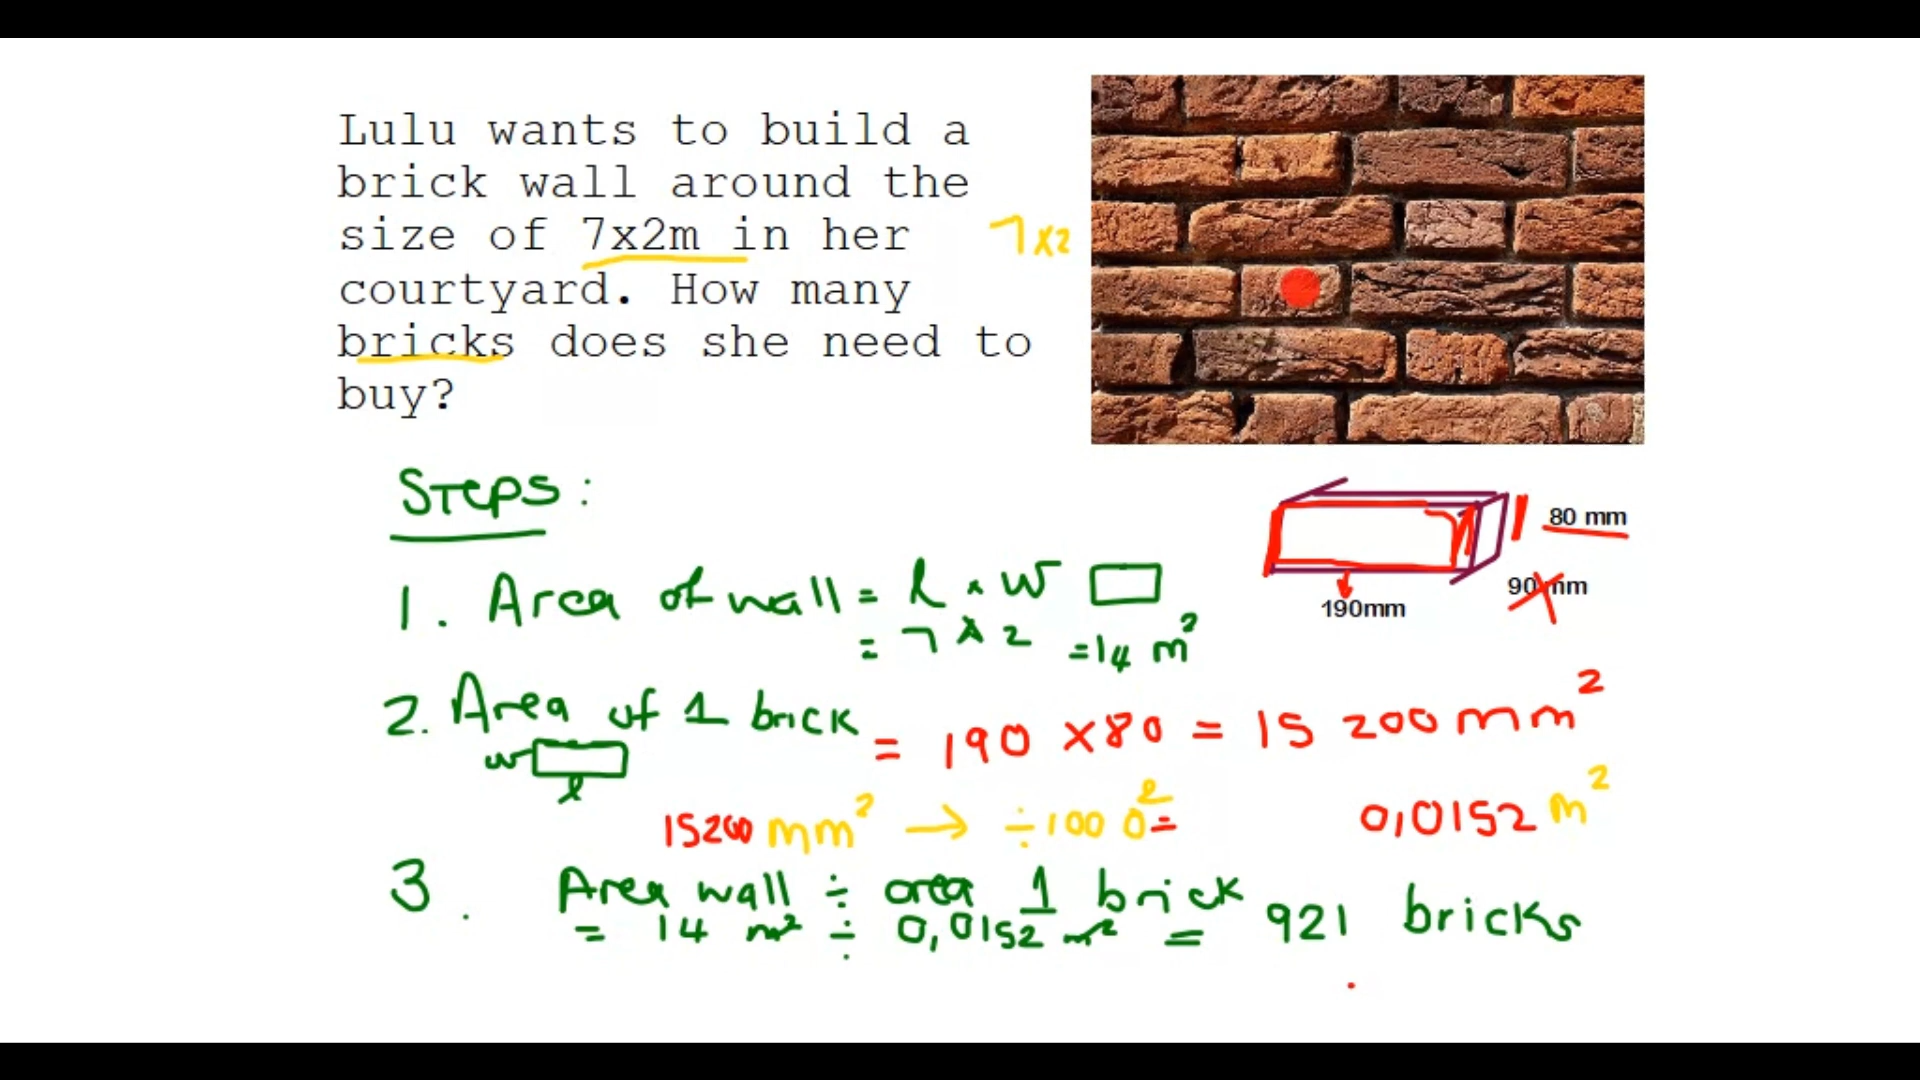 Lulu wants to build a
brick wall around the
size of 7x2m in her
7x2
courtyard. How many
bricks does she need to
buy?
Steps:
80 mm
90 mm
190mm
1. Area of wall = l x w
= 7 x 2 = 14 m²
2. Area of 1 brick = 190 x 80 = 15 200 mm²
w
l
15200 mm² → ÷ 1000² = 0,0152 m²
3. Area wall ÷ area 1 brick
= 14 m² ÷ 0,0152 m² = 921 bricks